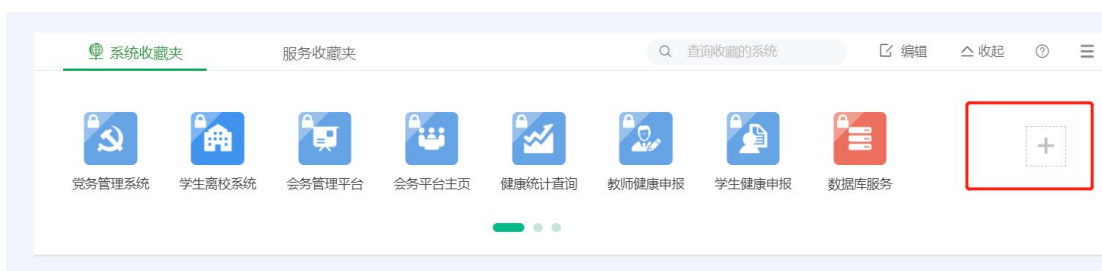 系统收藏夹 服务收藏夹 查询收藏的系统 编辑 收起
党务管理系统 学生离校系统 会务管理平台 会务平台主页 健康统计查询 教师健康申报 学生健康申报 数据库服务